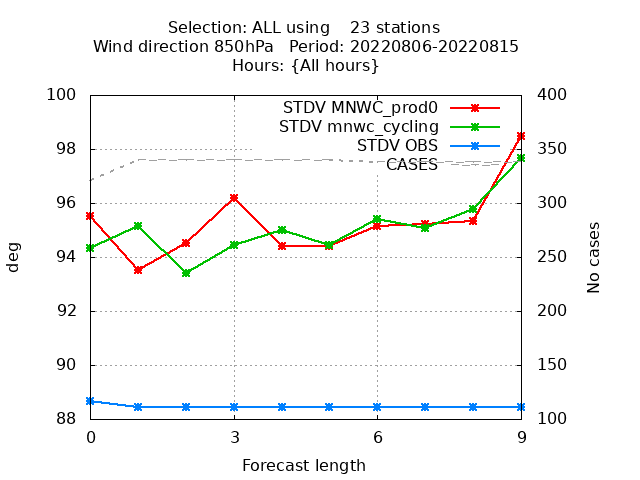 Selection: ALL using    23 stations
Wind direction 850hPa   Period: 20220806-20220815
Hours: {All hours}
100
98
96
94
92
90
88
400
350
300
250
200
150
100
STDV MNWC_prod0
STDV mnwc_cycling
STDV OBS
CASES
deg
No cases
0
3
6
9
Forecast length